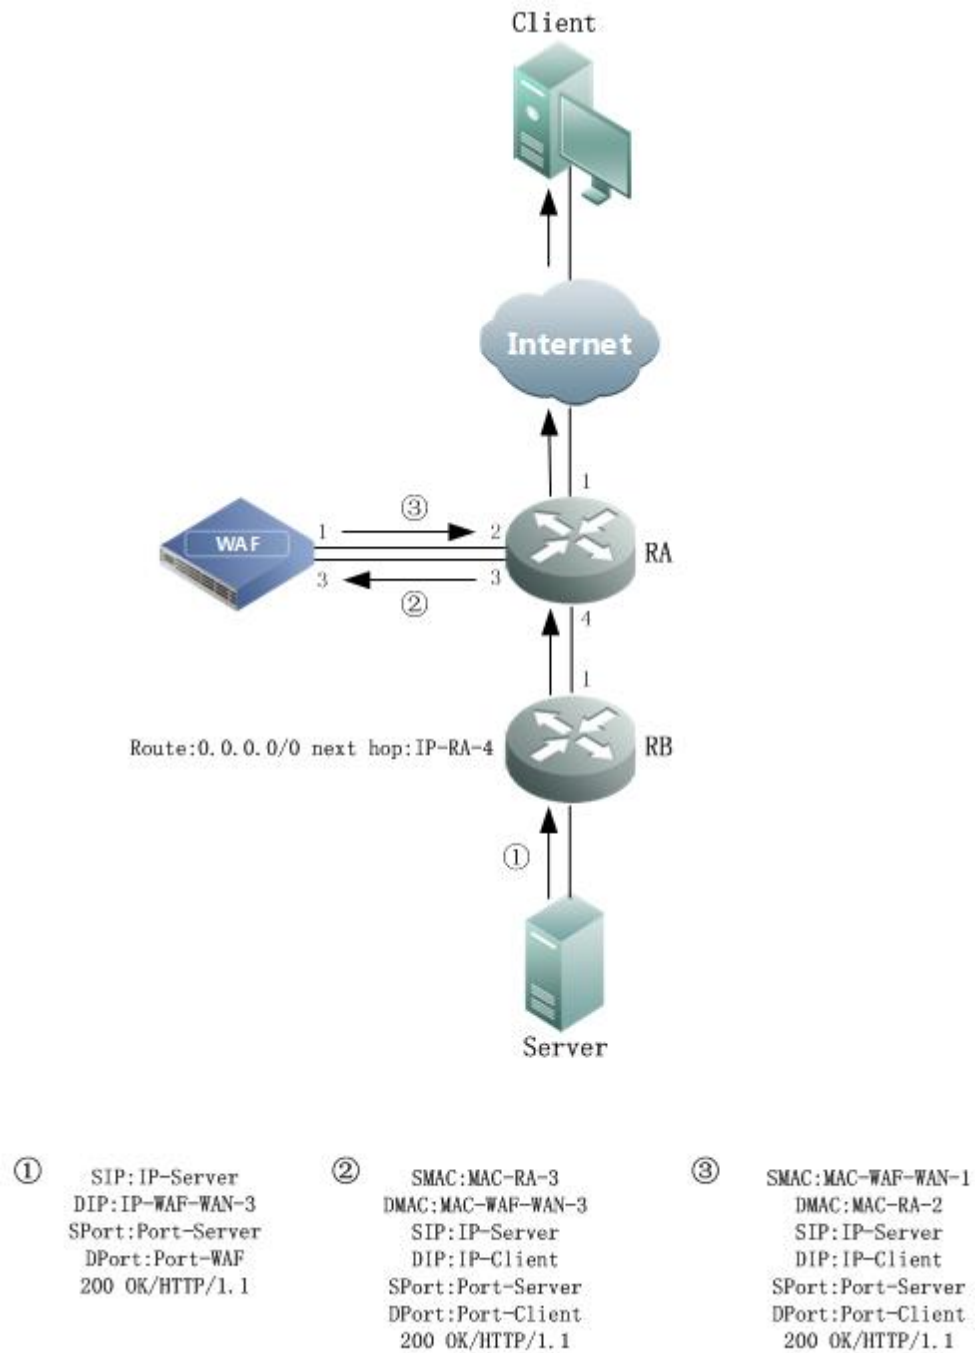 Client
Internet
1
③
1
2
WAF
RA
3
3
②
4
1
Route:0.0.0.0/0 next hop:IP-RA-4
RB
①
Server
①
SIP:IP-Server
DIP:IP-WAF-WAN-3
SPort:Port-Server
DPort:Port-WAF
200 OK/HTTP/1.1
②
SMAC:MAC-RA-3
DMAC:MAC-WAF-WAN-3
SIP:IP-Server
DIP:IP-Client
SPort:Port-Server
DPort:Port-Client
200 OK/HTTP/1.1
③
SMAC:MAC-WAF-WAN-1
DMAC:MAC-RA-2
SIP:IP-Server
DIP:IP-Client
SPort:Port-Server
DPort:Port-Client
200 OK/HTTP/1.1